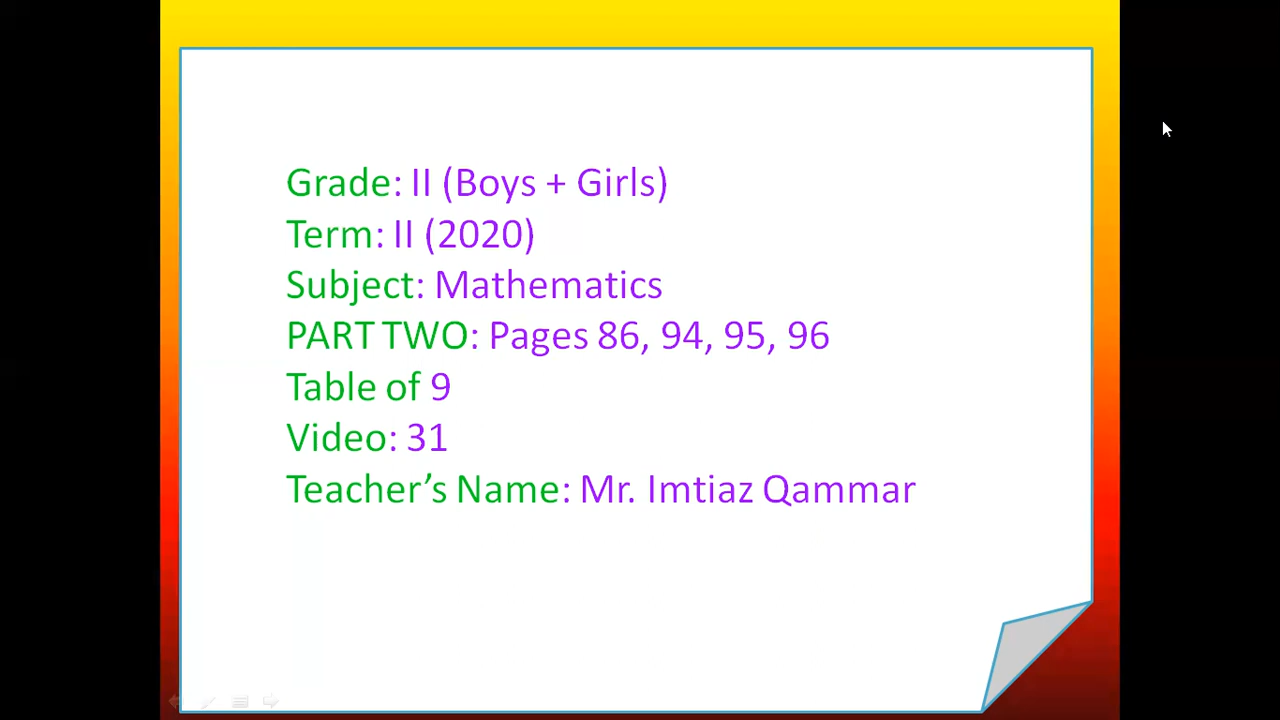 Grade: II (Boys + Girls)
Term: II (2020)
Subject: Mathematics
PART TWO: Pages 86, 94, 95, 96
Table of 9
Video: 31
Teacher’s Name: Mr. Imtiaz Qammar